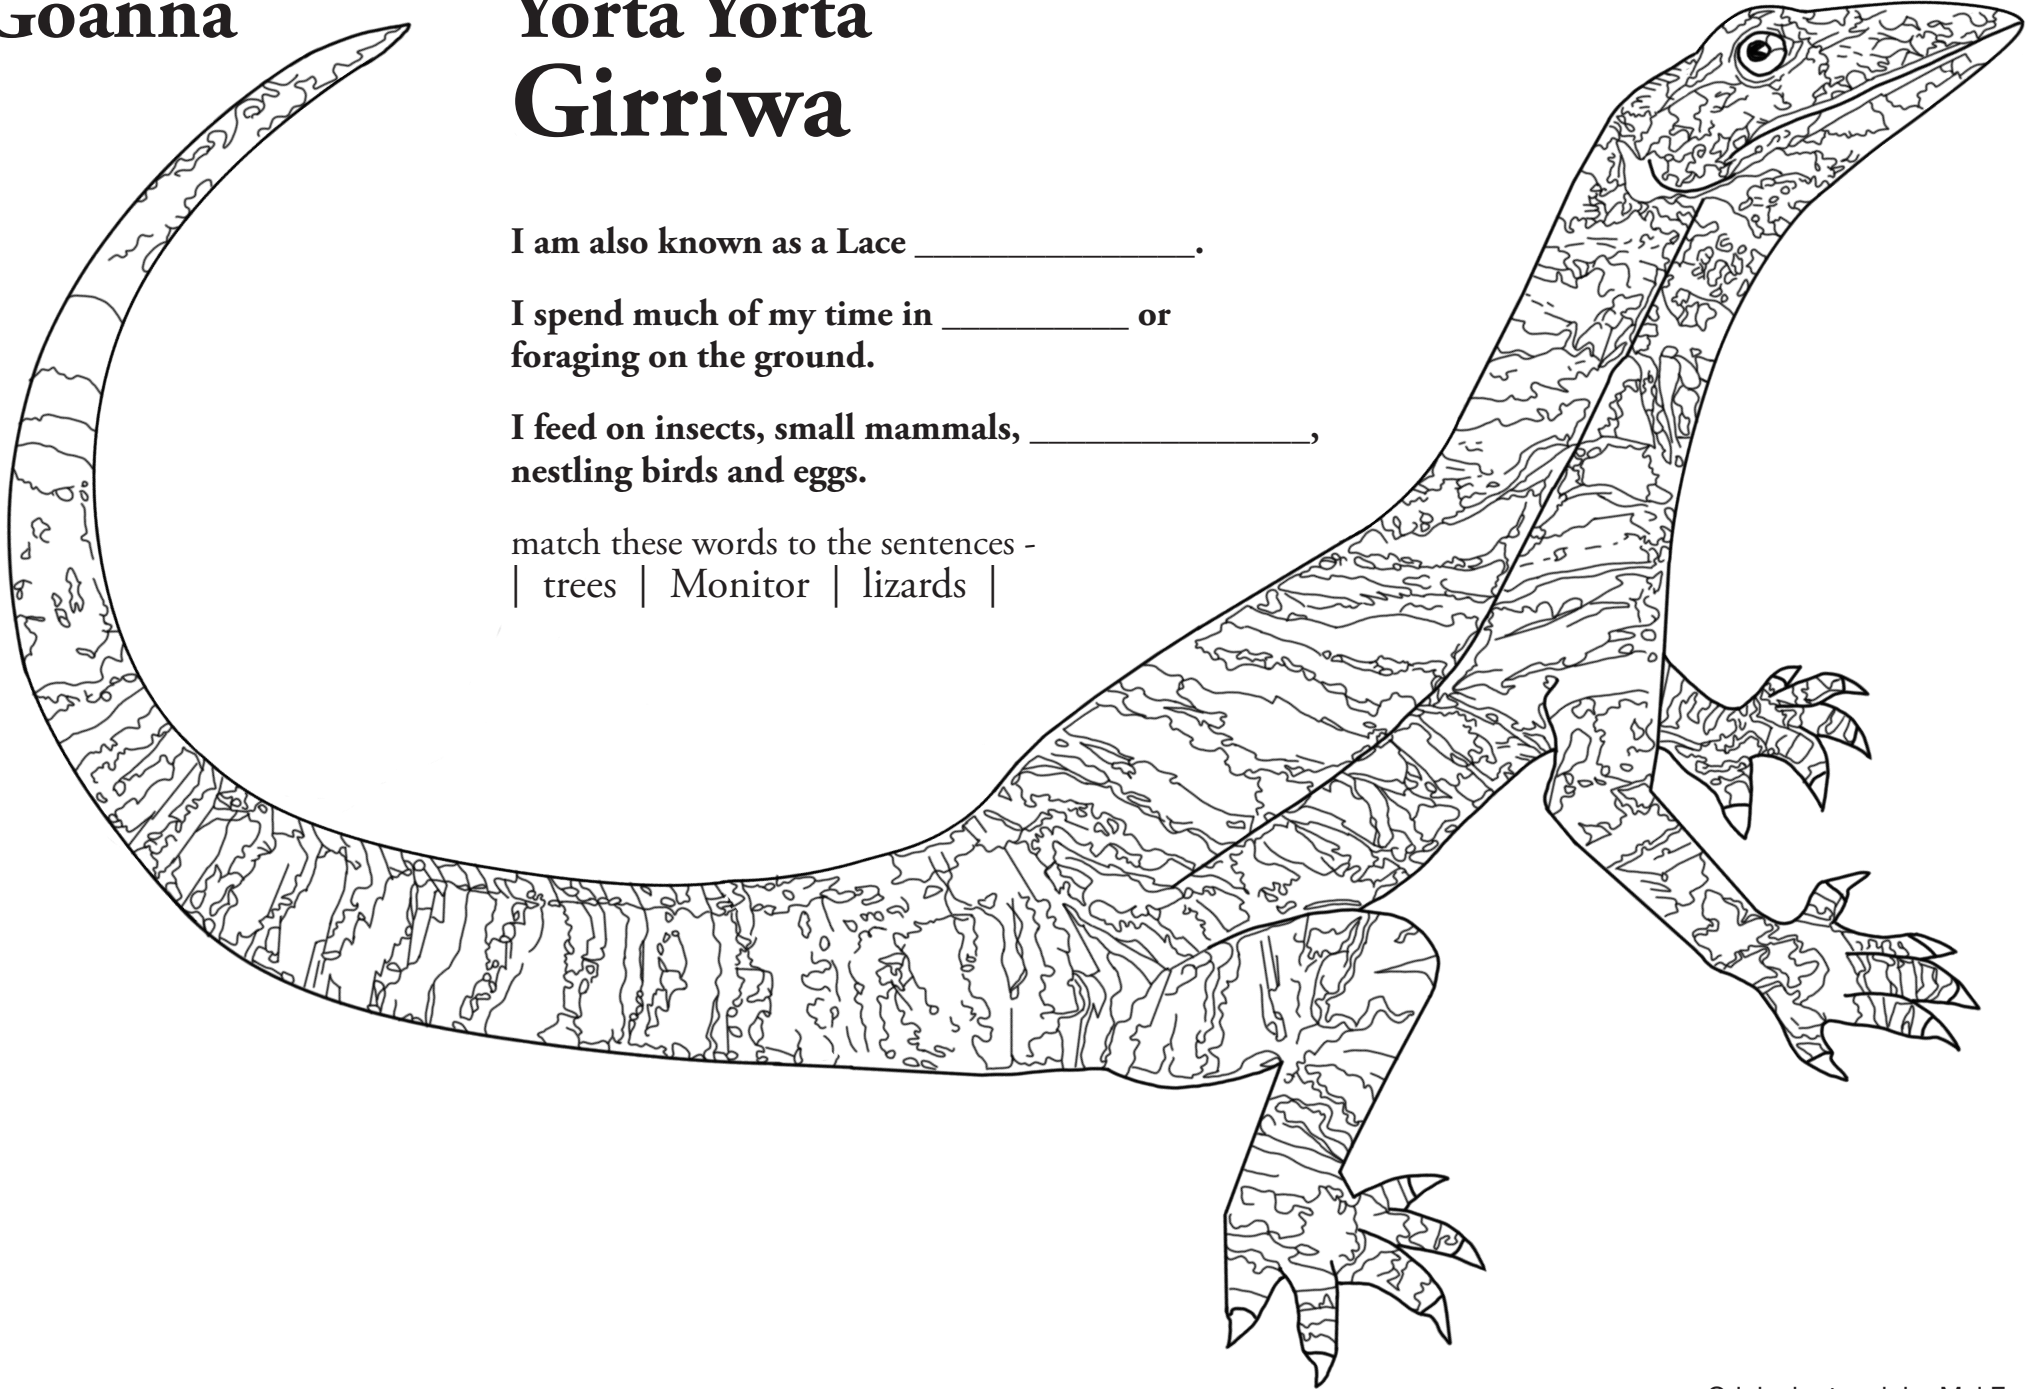 Goanna
Yorta Yorta
Girriwa
I am also known as a Lace _______________.
I spend much of my time in __________ or
foraging on the ground.
I feed on insects, small mammals, _______________,
nestling birds and eggs.
match these words to the sentences -
| trees | Monitor | lizards |